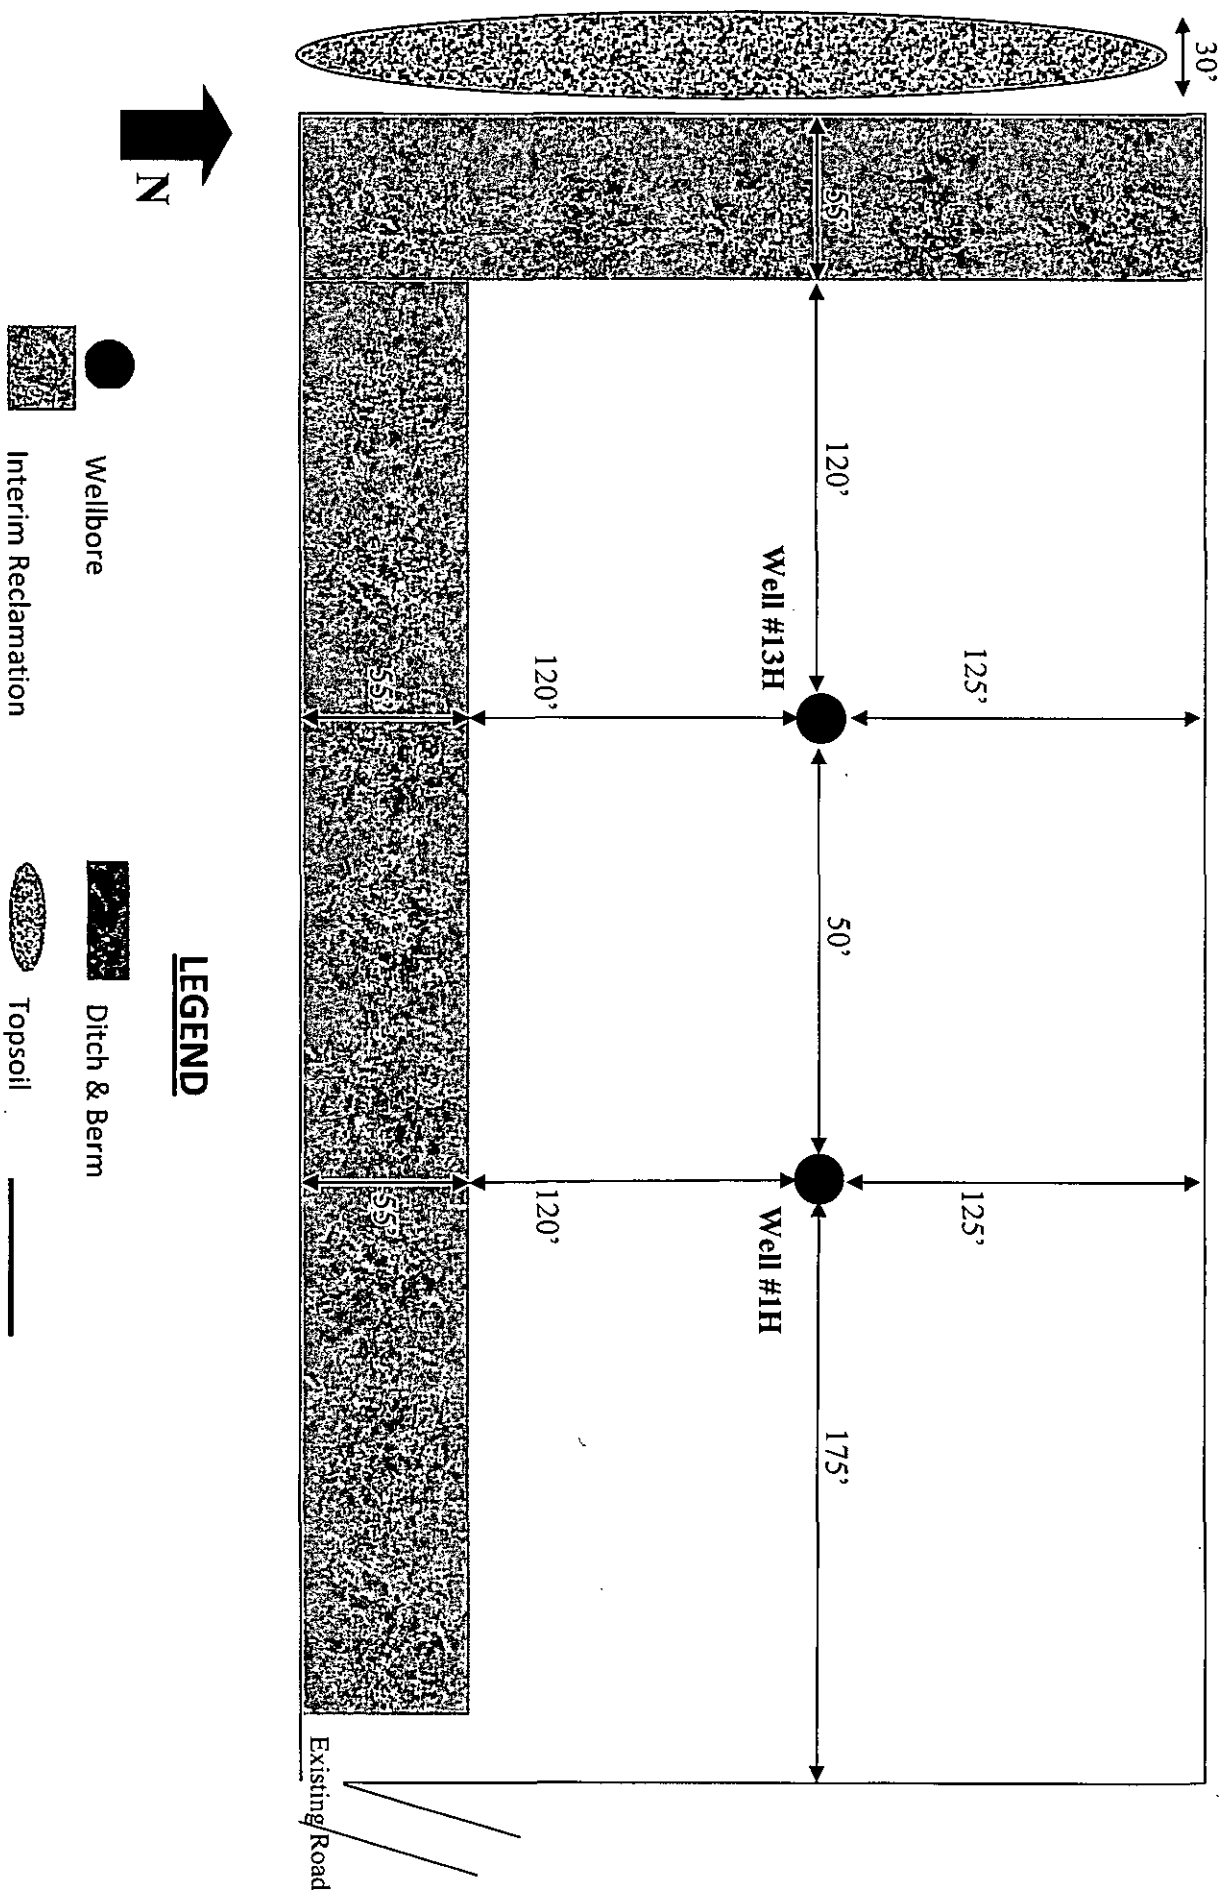 30'
55'
120'
Well #13H
125'
120'
55'
50'
Well #1H
125'
120'
55'
175'
Existing Road
N
LEGEND
Wellbore
Ditch & Berm
Interim Reclamation
Topsoil